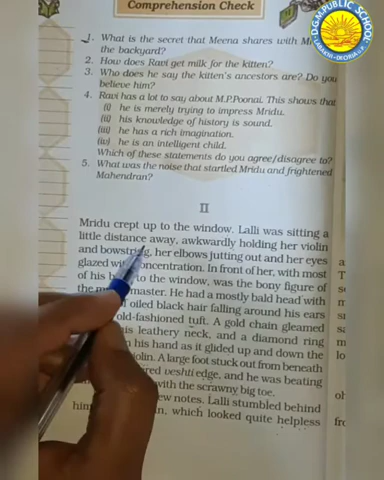 Comprehension Check
D.G.M. PUBLIC SCHOOL
1. What is the secret that Meena shares with
the backyard?
2. How does Ravi get milk for the kitten?
3. Who does he say the kitten's ancestors are? Do you
believe him?
4. Ravi has a lot to say about M.P.Poonai. This shows that
(i) he is merely trying to impress Mridu.
(ii) his knowledge of history is sound.
(iii) he has a rich imagination.
(iv) he is an intelligent child.
Which of these statements do you agree/disagree to?
5. What was the noise that startled Mridu and frightened
Mahendran?
II
Mridu crept up to the window. Lalli was sitting a
little distance away, awkwardly holding her violin
and bowstring, her elbows jutting out and her eyes
glazed with concentration. In front of her, with most
of his to the window, was the bony figure of
the master. He had a mostly bald head with
oiled black hair falling around his ears
old-fashioned tuft. A gold chain gleamed
his leathery neck, and a diamond ring
his hand as it glided up and down the
violin. A large foot stuck out from beneath
veshti edge, and he was beating
with the scrawny big toe.
few notes. Lalli stumbled behind
him which looked quite helpless